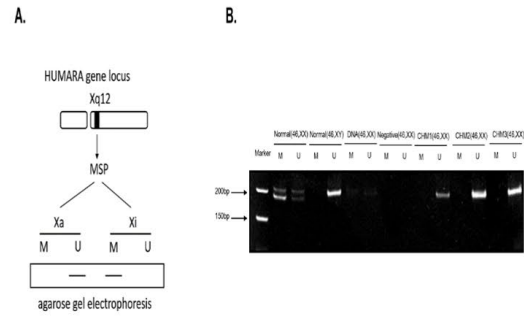 A.
HUMARA gene locus
Xq12
MSP
Xa Xi
M U M U
agarose gel electrophoresis
B.
Normal(46,XX) Normal(46,XY) DNA(46,XX) Negative(46,XX) CHM1(46,XX) CHM2(46,XX) CHM3(46,XX)
Marker M U M U M U M U M U M U M U
200bp
150bp